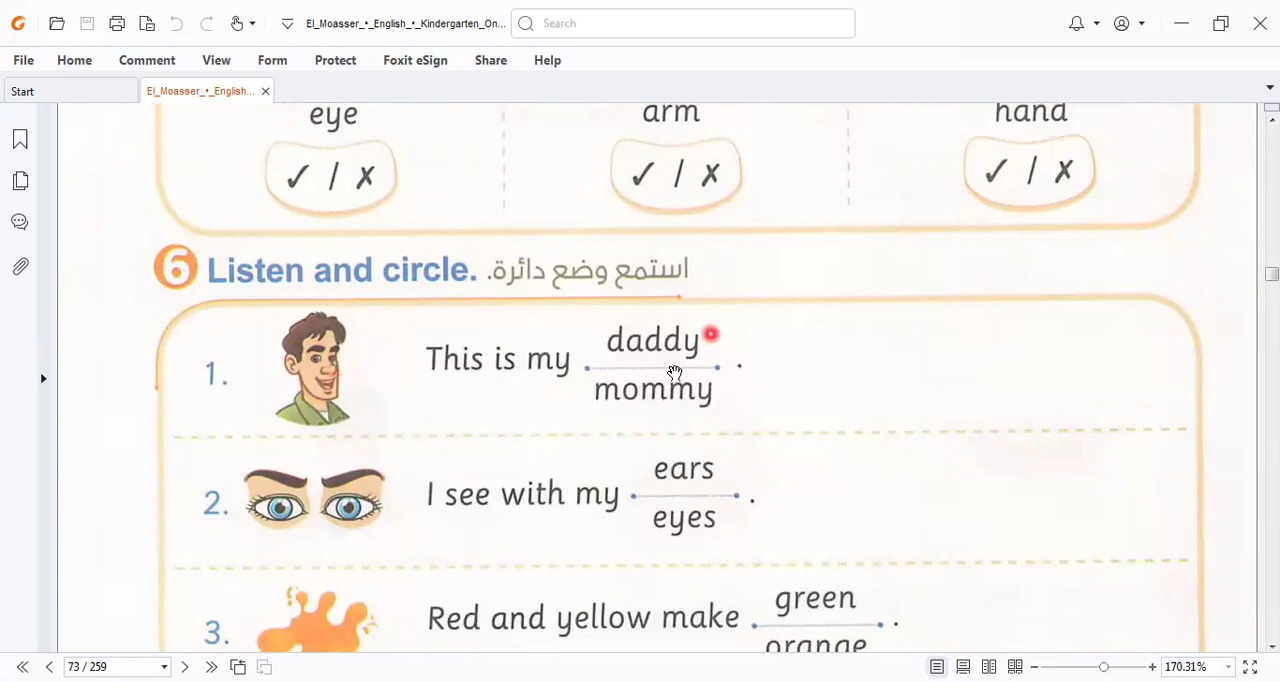 El_Moasser_•_English_•_Kindergarten_On...
Search
File Home Comment View Form Protect Foxit eSign Share Help
Start El_Moasser_•_English...
eye arm hand
✓ / ✗ ✓ / ✗ ✓ / ✗
6 Listen and circle. استمع وضع دائرة.
daddy
1. This is my .
mommy
ears
2. I see with my .
eyes
green
3. Red and yellow make .
orange
73 / 259 170.31%